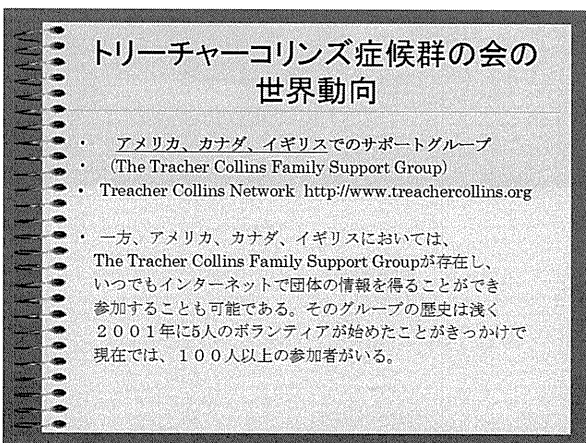 トリーチャーコリンズ症候群の会の
世界動向
・ アメリカ、カナダ、イギリスでのサポートグループ
・ (The Tracher Collins Family Support Group)
・ Treacher Collins Network http://www.treachercollins.org
・ 一方、アメリカ、カナダ、イギリスにおいては、
The Tracher Collins Family Support Groupが存在し、
いつでもインターネットで団体の情報を得ることができ
参加することも可能である。そのグループの歴史は浅く
２００１年に5人のボランティアが始めたことがきっかけで
現在では、１００人以上の参加者がいる。